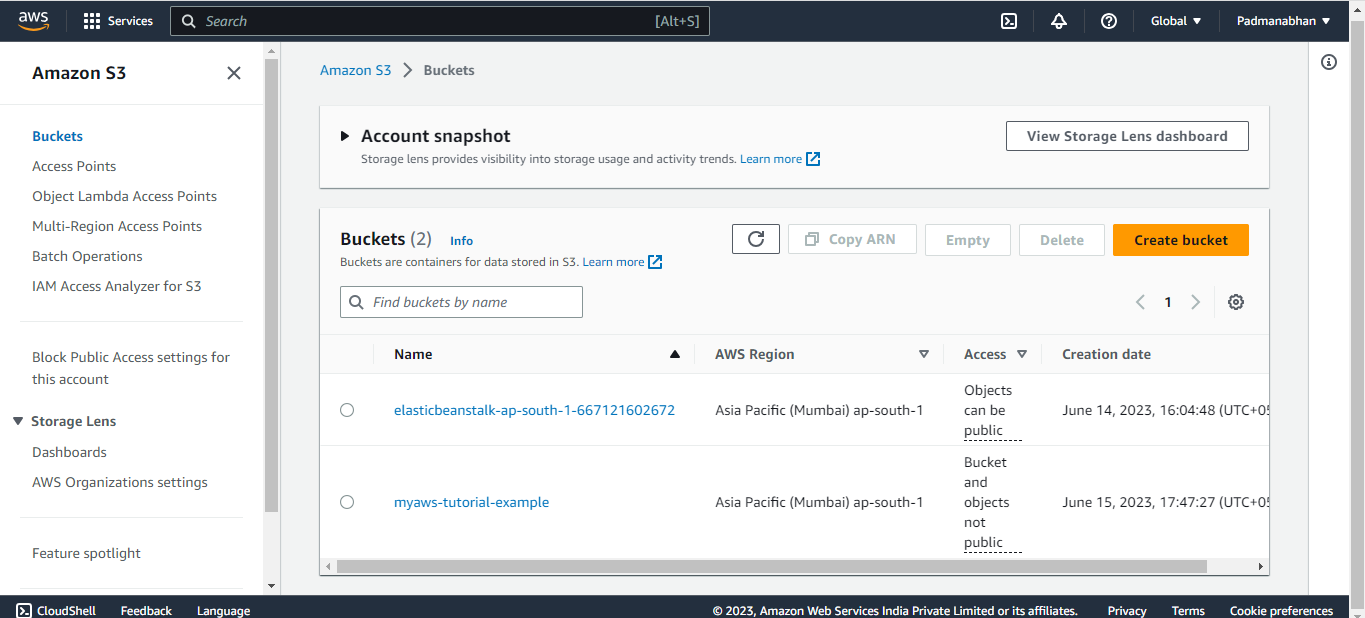 aws
Services
Search
[Alt+S]
Global
Padmanabhan
Amazon S3
Buckets
Access Points
Object Lambda Access Points
Multi-Region Access Points
Batch Operations
IAM Access Analyzer for S3
Block Public Access settings for
this account
Storage Lens
Dashboards
AWS Organizations settings
Feature spotlight
Amazon S3 > Buckets
Account snapshot
Storage lens provides visibility into storage usage and activity trends. Learn more
View Storage Lens dashboard
Buckets (2) Info
Buckets are containers for data stored in S3. Learn more
Copy ARN
Empty
Delete
Create bucket
Find buckets by name
1
Name AWS Region Access Creation date
elasticbeanstalk-ap-south-1-667121602672
Asia Pacific (Mumbai) ap-south-1
Objects
can be
public
June 14, 2023, 16:04:48 (UTC+05
myaws-tutorial-example
Asia Pacific (Mumbai) ap-south-1
Bucket
and
objects
not
public
June 15, 2023, 17:47:27 (UTC+05
CloudShell Feedback Language
© 2023, Amazon Web Services India Private Limited or its affiliates. Privacy Terms Cookie preferences